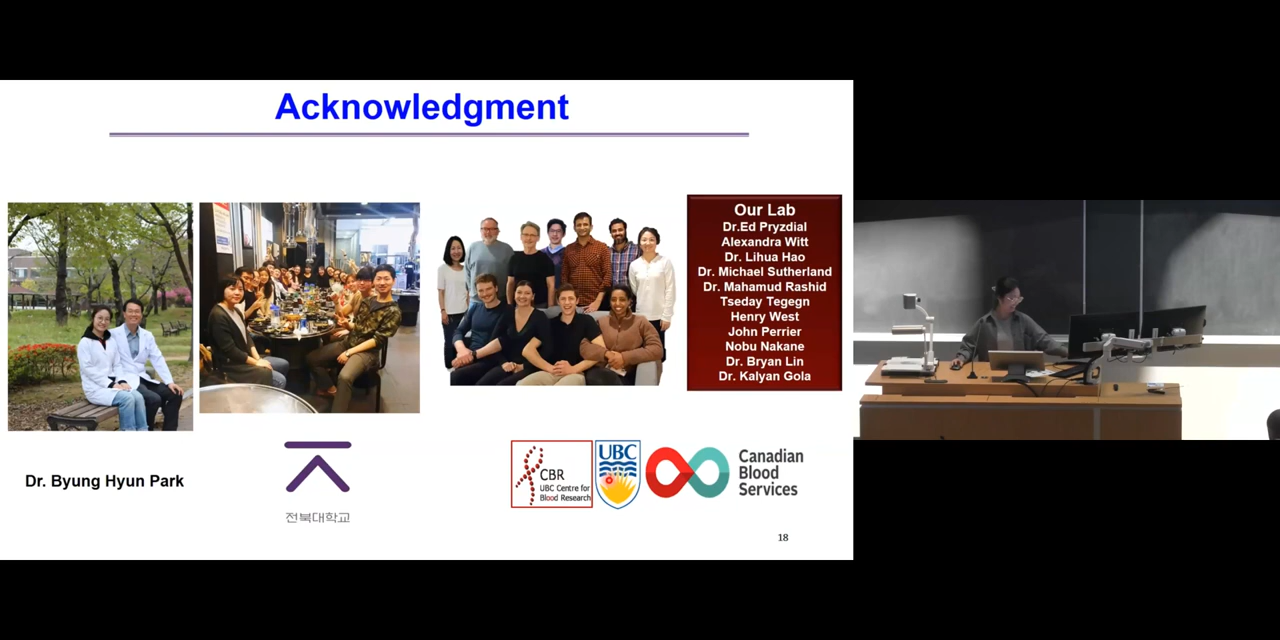 Acknowledgment
Our Lab
Dr.Ed Pryzdial
Alexandra Witt
Dr. Lihua Hao
Dr. Michael Sutherland
Dr. Mahamud Rashid
Tseday Tegegn
Henry West
John Perrier
Nobu Nakane
Dr. Bryan Lin
Dr. Kalyan Gola
Dr. Byung Hyun Park
전북대학교
CBR
UBC Centre for
Blood Research
UBC
Canadian
Blood
Services
18